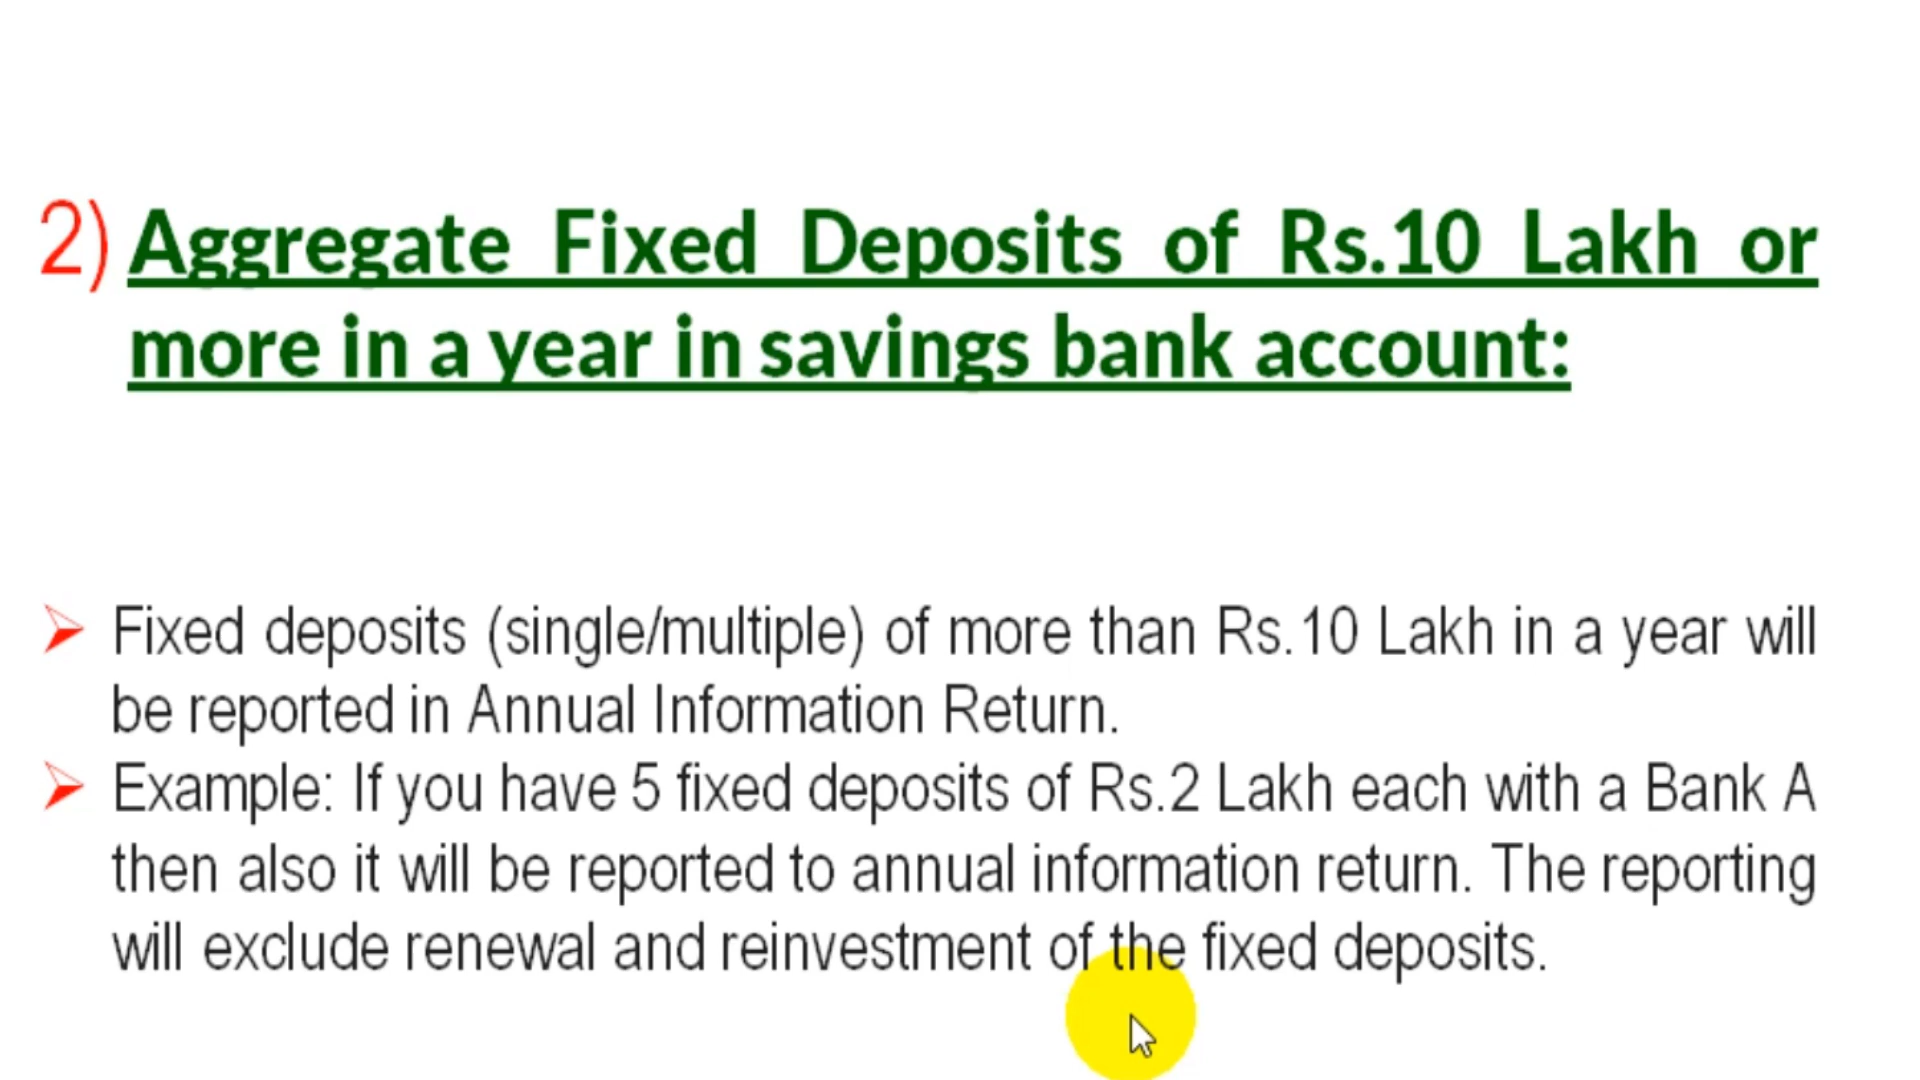 2) Aggregate Fixed Deposits of Rs.10 Lakh or
more in a year in savings bank account:
Fixed deposits (single/multiple) of more than Rs.10 Lakh in a year will
be reported in Annual Information Return.
Example: If you have 5 fixed deposits of Rs.2 Lakh each with a Bank A
then also it will be reported to annual information return. The reporting
will exclude renewal and reinvestment of the fixed deposits.